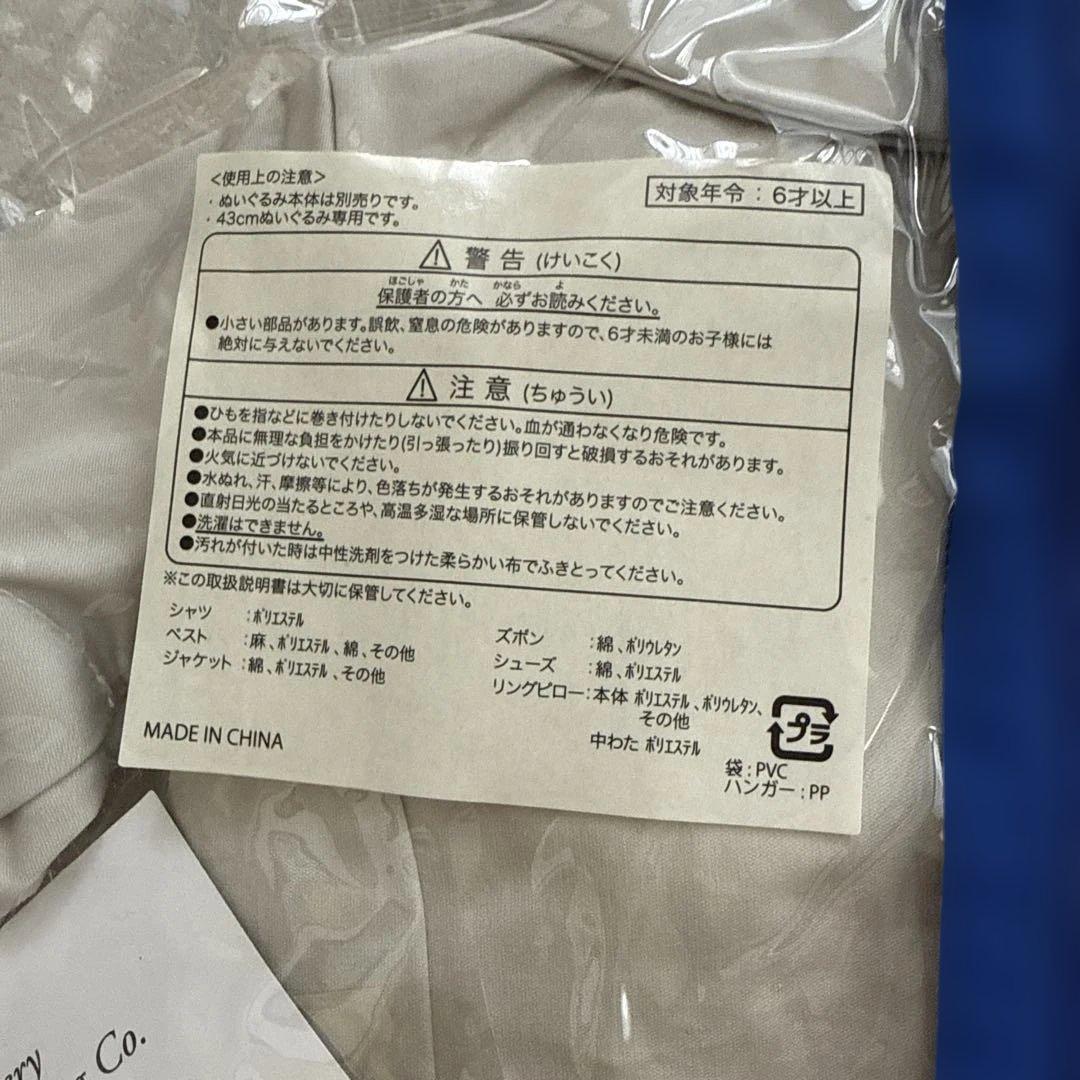 <使用上の注意>
・ぬいぐるみ本体は別売りです。
・43cmぬいぐるみ専用です。
対象年令：6才以上
警告 (けいこく)
ほごしゃ かた かなら よ
保護者の方へ 必ずお読みください。
●小さい部品があります。誤飲、窒息の危険がありますので、6才未満のお子様には
絶対に与えないでください。
注意 (ちゅうい)
●ひもを指などに巻き付けたりしないでください。血が通わなくなり危険です。
●本品に無理な負担をかけたり(引っ張ったり)振り回すと破損するおそれがあります。
●火気に近づけないでください。
●水ぬれ、汗、摩擦等により、色落ちが発生するおそれがありますのでご注意ください。
●直射日光の当たるところや、高温多湿な場所に保管しないでください。
●洗濯はできません。
●汚れが付いた時は中性洗剤をつけた柔らかい布でふきとってください。
※この取扱説明書は大切に保管してください。
シャツ ：ﾎﾟﾘｴｽﾃﾙ
ベスト ：麻、ﾎﾟﾘｴｽﾃﾙ、綿、その他
ジャケット：綿、ﾎﾟﾘｴｽﾃﾙ、その他
ズボン ：綿、ﾎﾟﾘｳﾚﾀﾝ
シューズ ：綿、ﾎﾟﾘｴｽﾃﾙ
リングピロー：本体 ﾎﾟﾘｴｽﾃﾙ、ﾎﾟﾘｳﾚﾀﾝ、
その他
中わた ﾎﾟﾘｴｽﾃﾙ
MADE IN CHINA
プラ
袋：PVC
ハンガー：PP
Co.